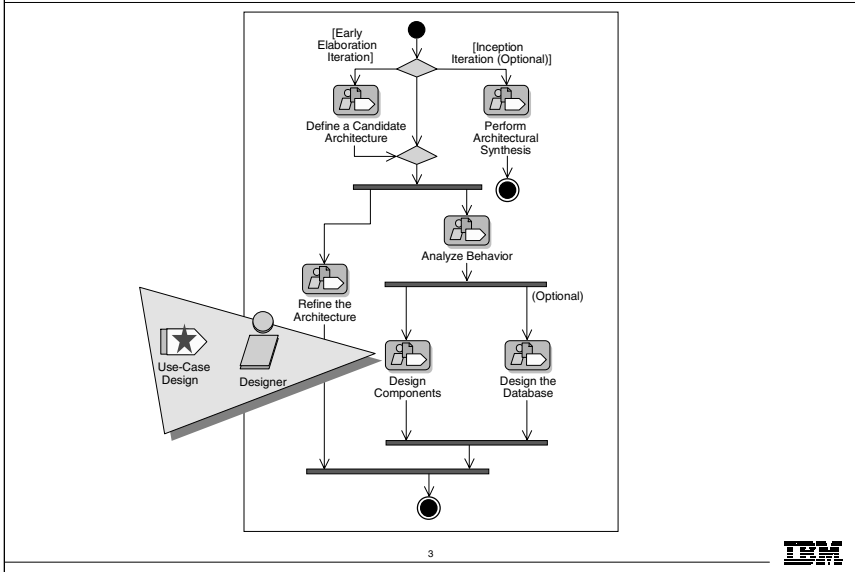 [Early
Elaboration
Iteration]
[Inception
Iteration (Optional)]
Define a Candidate
Architecture
Perform
Architectural
Synthesis
Analyze Behavior
Refine the
Architecture
(Optional)
Use-Case
Design
Designer
Design
Components
Design the
Database
3
IBM